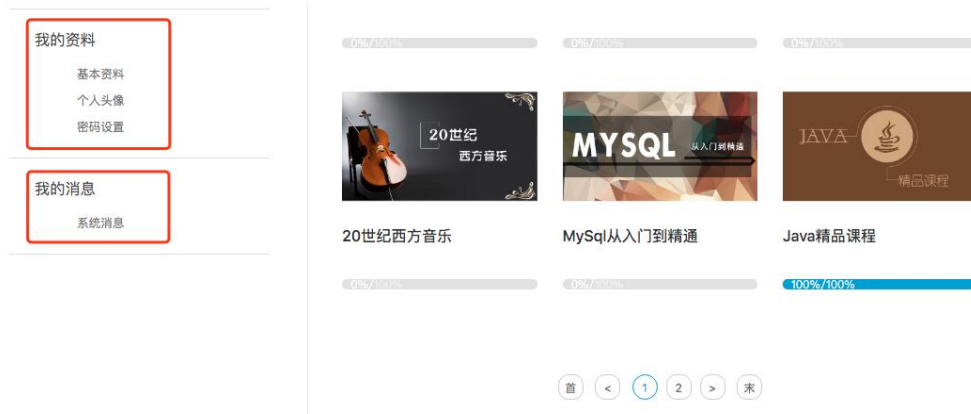 我的资料
基本资料
个人头像
密码设置
我的消息
系统消息
0%/100% 0%/100% 0%/100%
20世纪
西方音乐
MYSQL 从入门到精通
JAVA
精品课程
20世纪西方音乐 MySql从入门到精通 Java精品课程
0%/100% 0%/100% 100%/100%
首 < 1 2 > 末